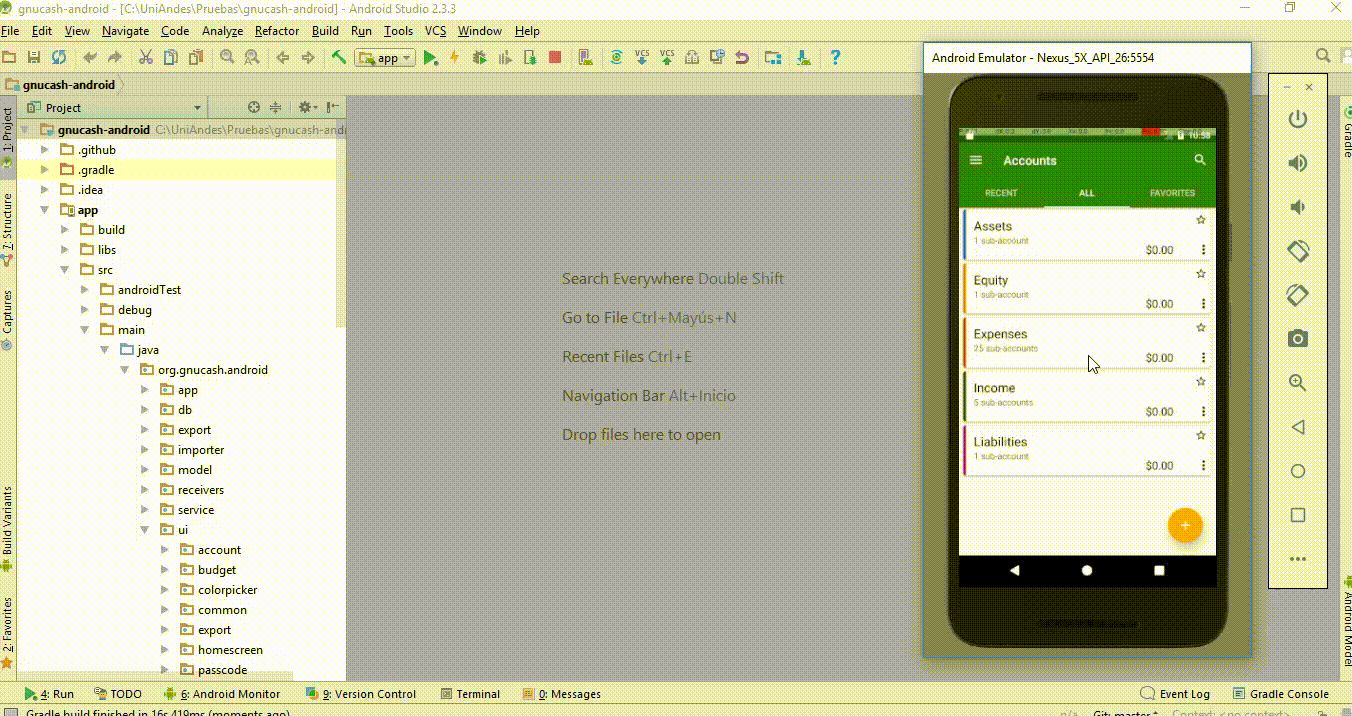 gnucash-android - [C:\UniAndes\Pruebas\gnucash-android] - Android Studio 2.3.3
File Edit View Navigate Code Analyze Refactor Build Run Tools VCS Window Help
app
VCS VCS
gnucash-android
Project
1: Project
7: Structure
Captures
Build Variants
2: Favorites
gnucash-android C:\UniAndes\Pruebas\gnucash-andr
.github
.gradle
.idea
app
build
libs
src
androidTest
debug
main
java
org.gnucash.android
app
db
export
importer
model
receivers
service
ui
account
budget
colorpicker
common
export
homescreen
passcode
Search Everywhere Double Shift
Go to File Ctrl+Mayús+N
Recent Files Ctrl+E
Navigation Bar Alt+Inicio
Drop files here to open
Android Emulator - Nexus_5X_API_26:5554
10:58
Accounts
RECENT ALL FAVORITES
Assets
1 sub-account
$0.00
Equity
1 sub-account
$0.00
Expenses
25 sub-accounts
$0.00
Income
5 sub-accounts
$0.00
Liabilities
1 sub-account
$0.00
Gradle
Android Model
4: Run TODO 6: Android Monitor 9: Version Control Terminal 0: Messages Event Log Gradle Console
Gradle build finished in 16s 419ms (moments ago) n/a Git: master Context: <no context>